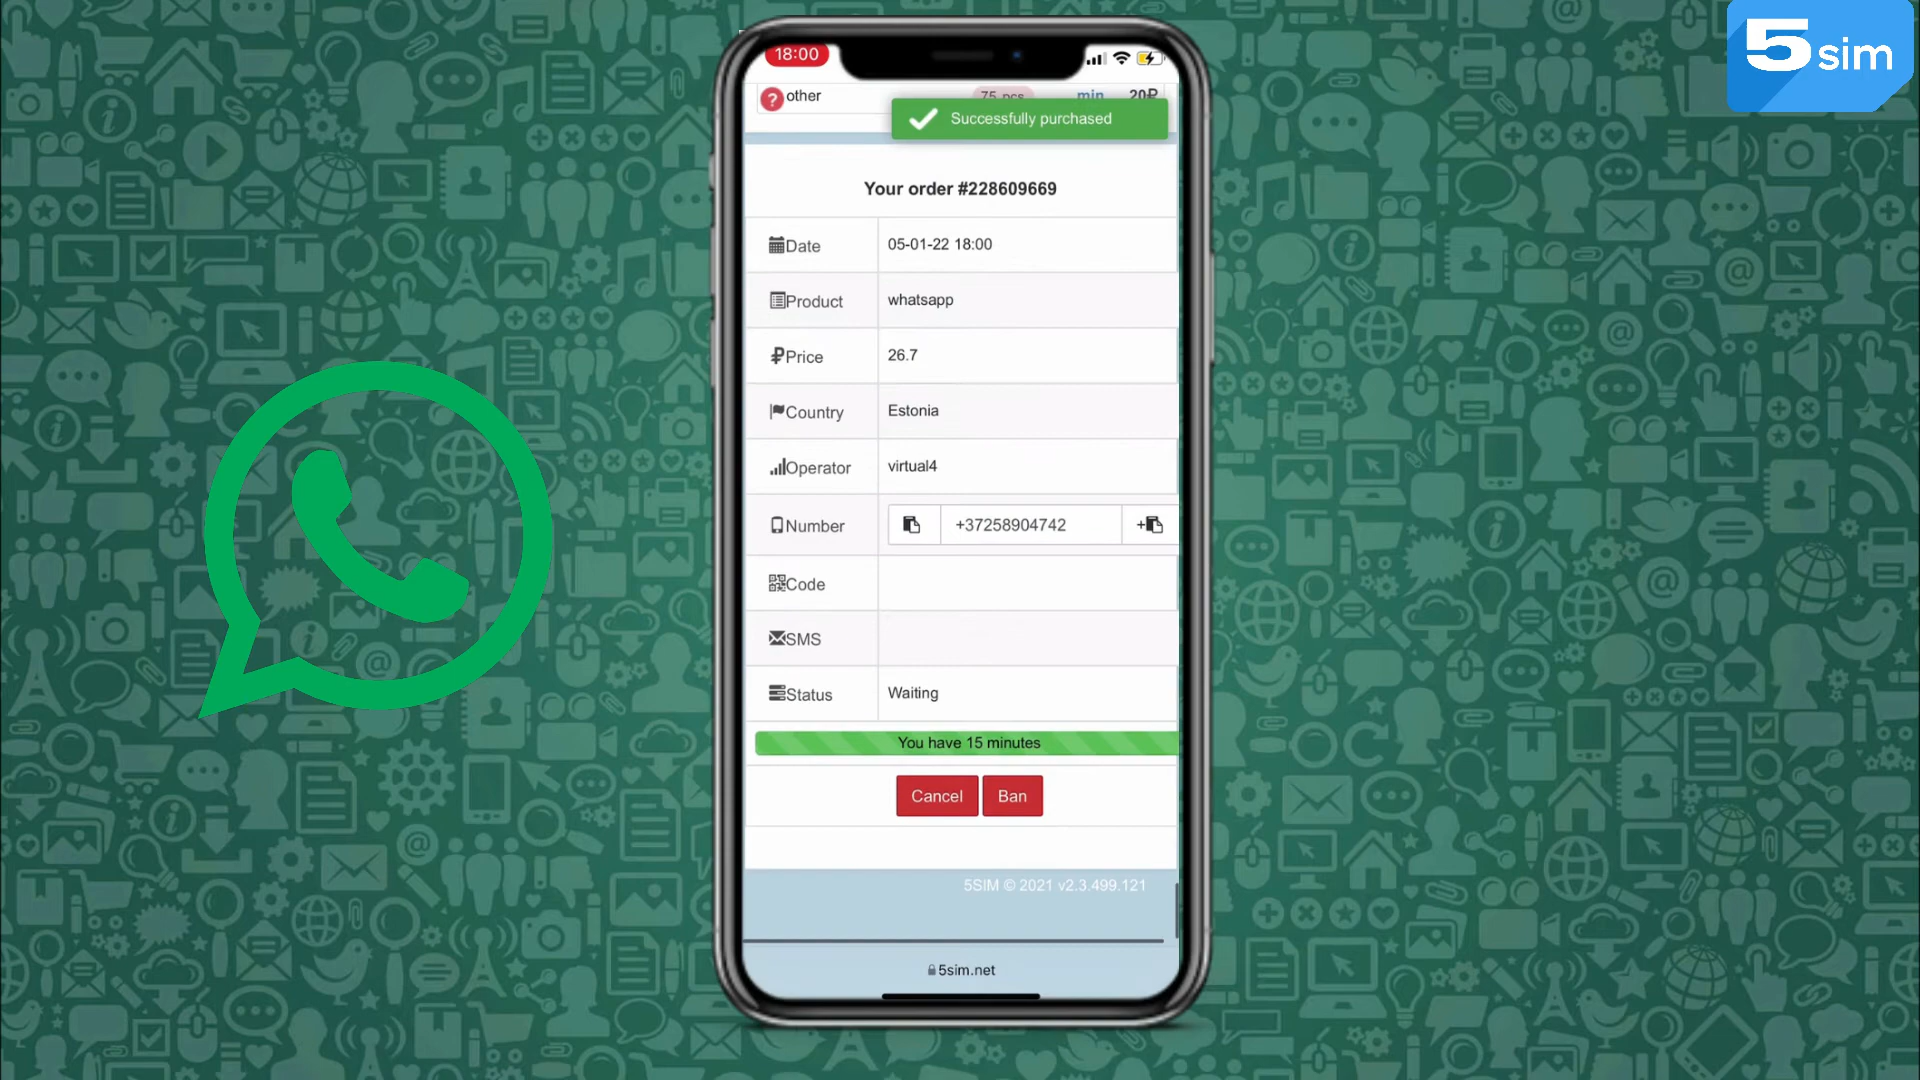 5sim
18:00
other 75 pcs min 20₽
Successfully purchased
Your order #228609669
Date 05-01-22 18:00
Product whatsapp
Price 26.7
Country Estonia
Operator virtual4
Number +37258904742 +
Code
SMS
Status Waiting
You have 15 minutes
Cancel Ban
5SIM © 2021 v2.3.499.121
5sim.net